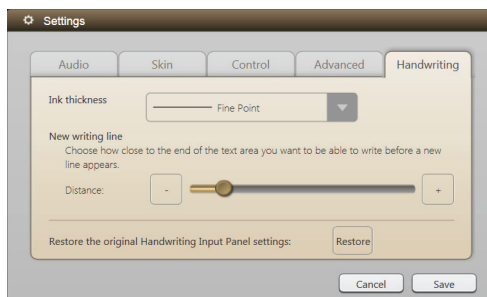 Settings
Audio Skin Control Advanced Handwriting
Ink thickness
Fine Point
New writing line
Choose how close to the end of the text area you want to be able to write before a new
line appears.
Distance: - +
Restore the original Handwriting Input Panel settings: Restore
Cancel Save